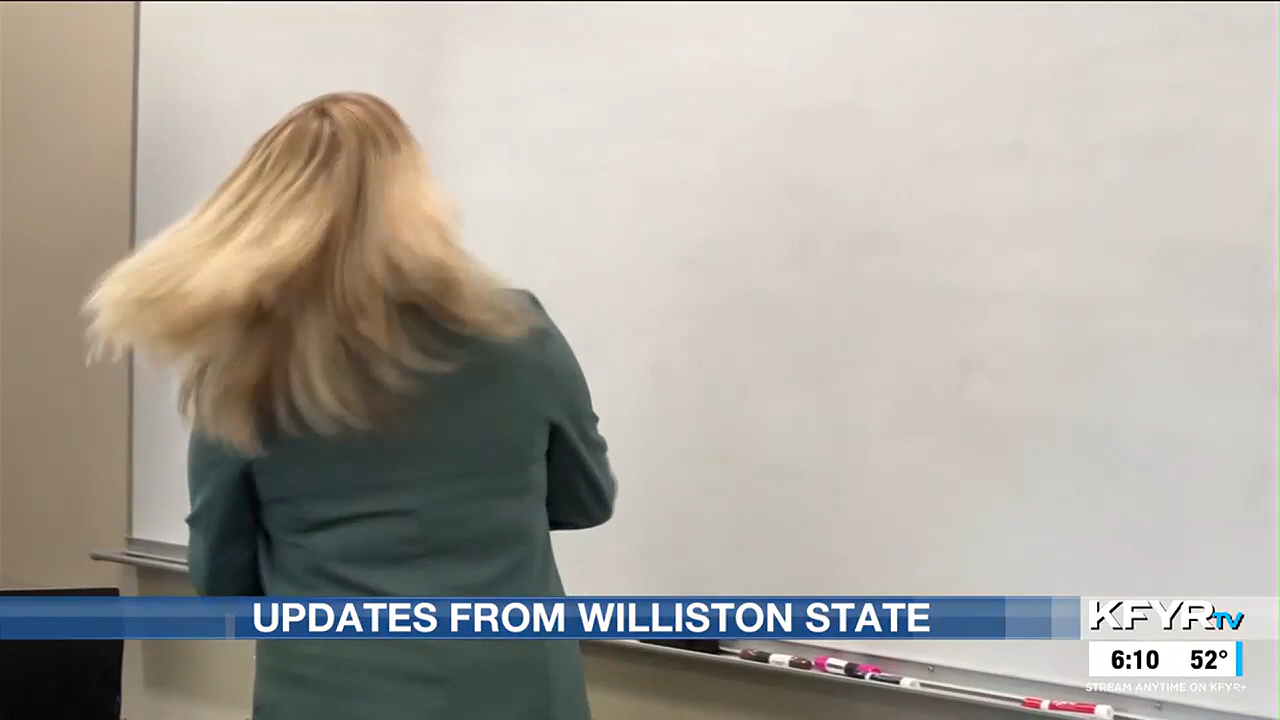 UPDATES FROM WILLISTON STATE
KFYRTV
6:10 52°
STREAM ANYTIME ON KFYR+